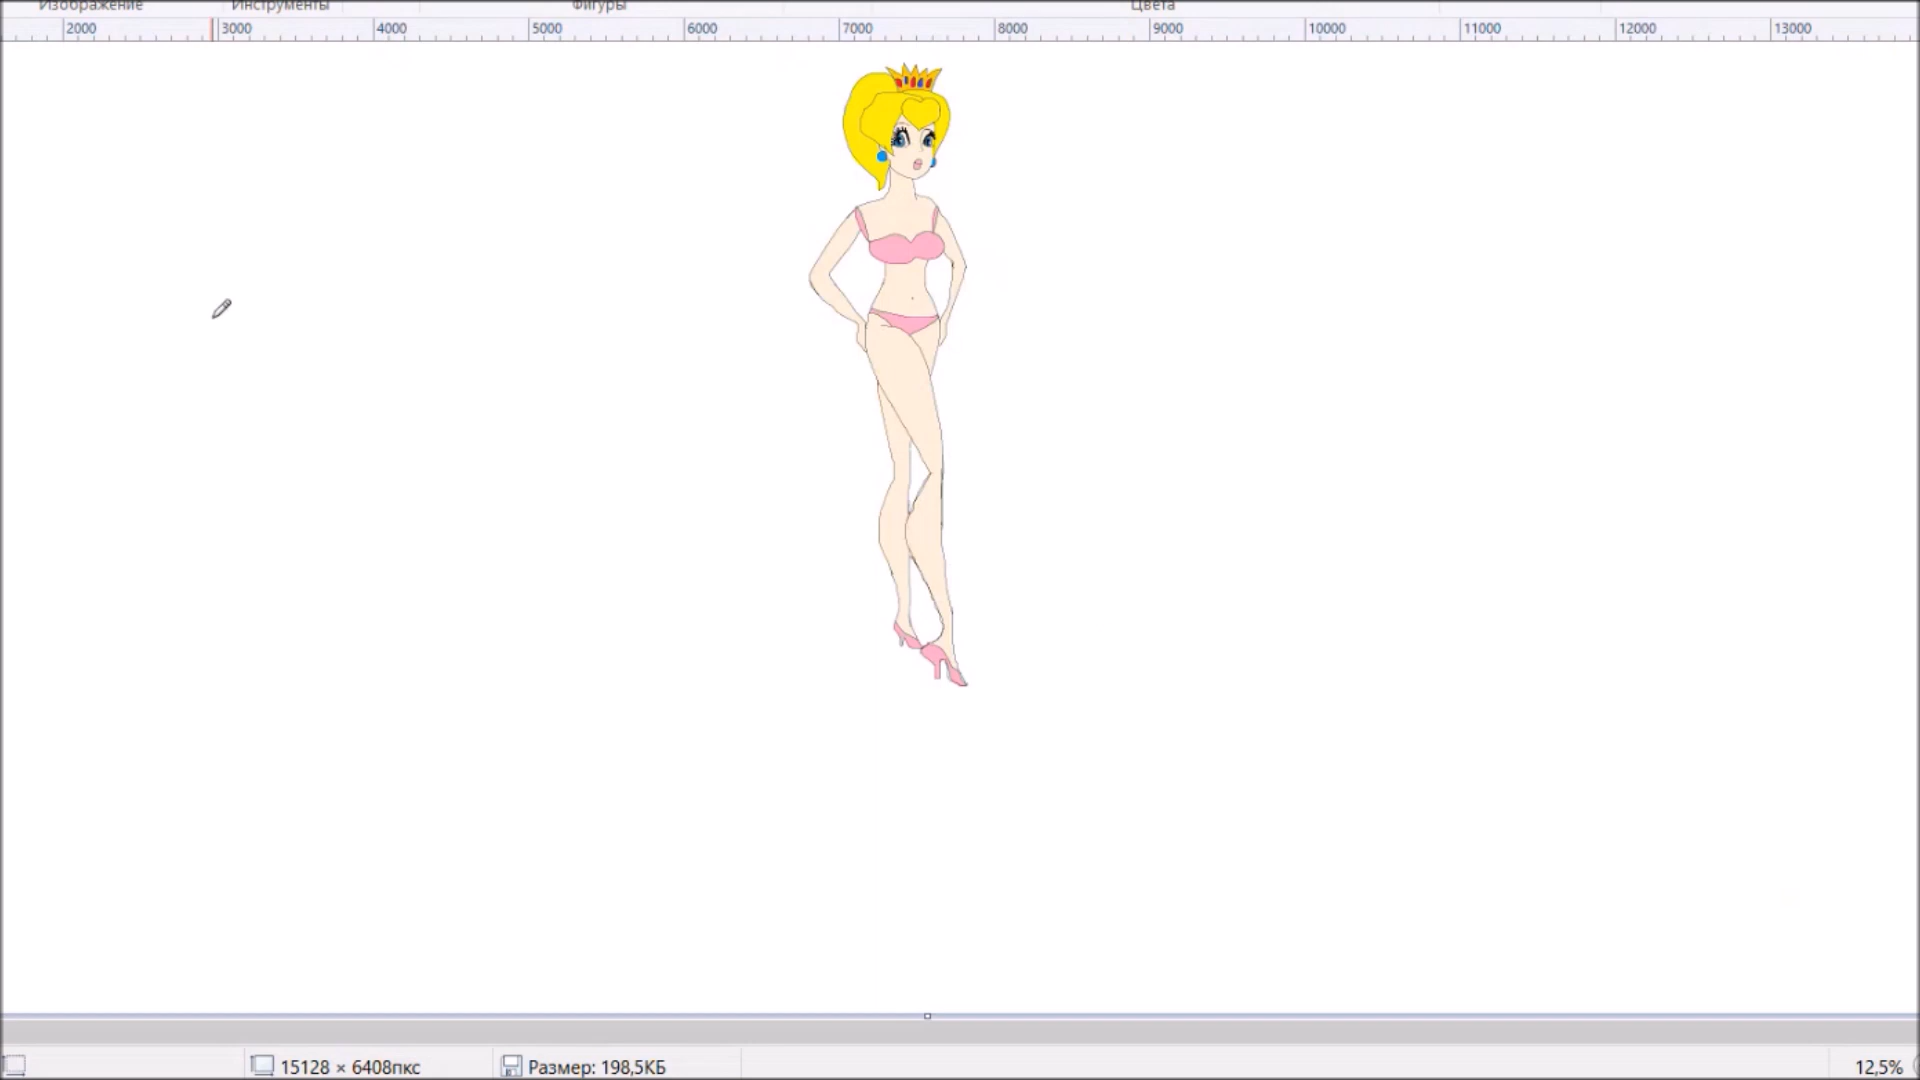 Изображение Инструменты Фигуры Цвета
2000 3000 4000 5000 6000 7000 8000 9000 10000 11000 12000 13000
15128 × 6408пкс Размер: 198,5КБ 12,5%